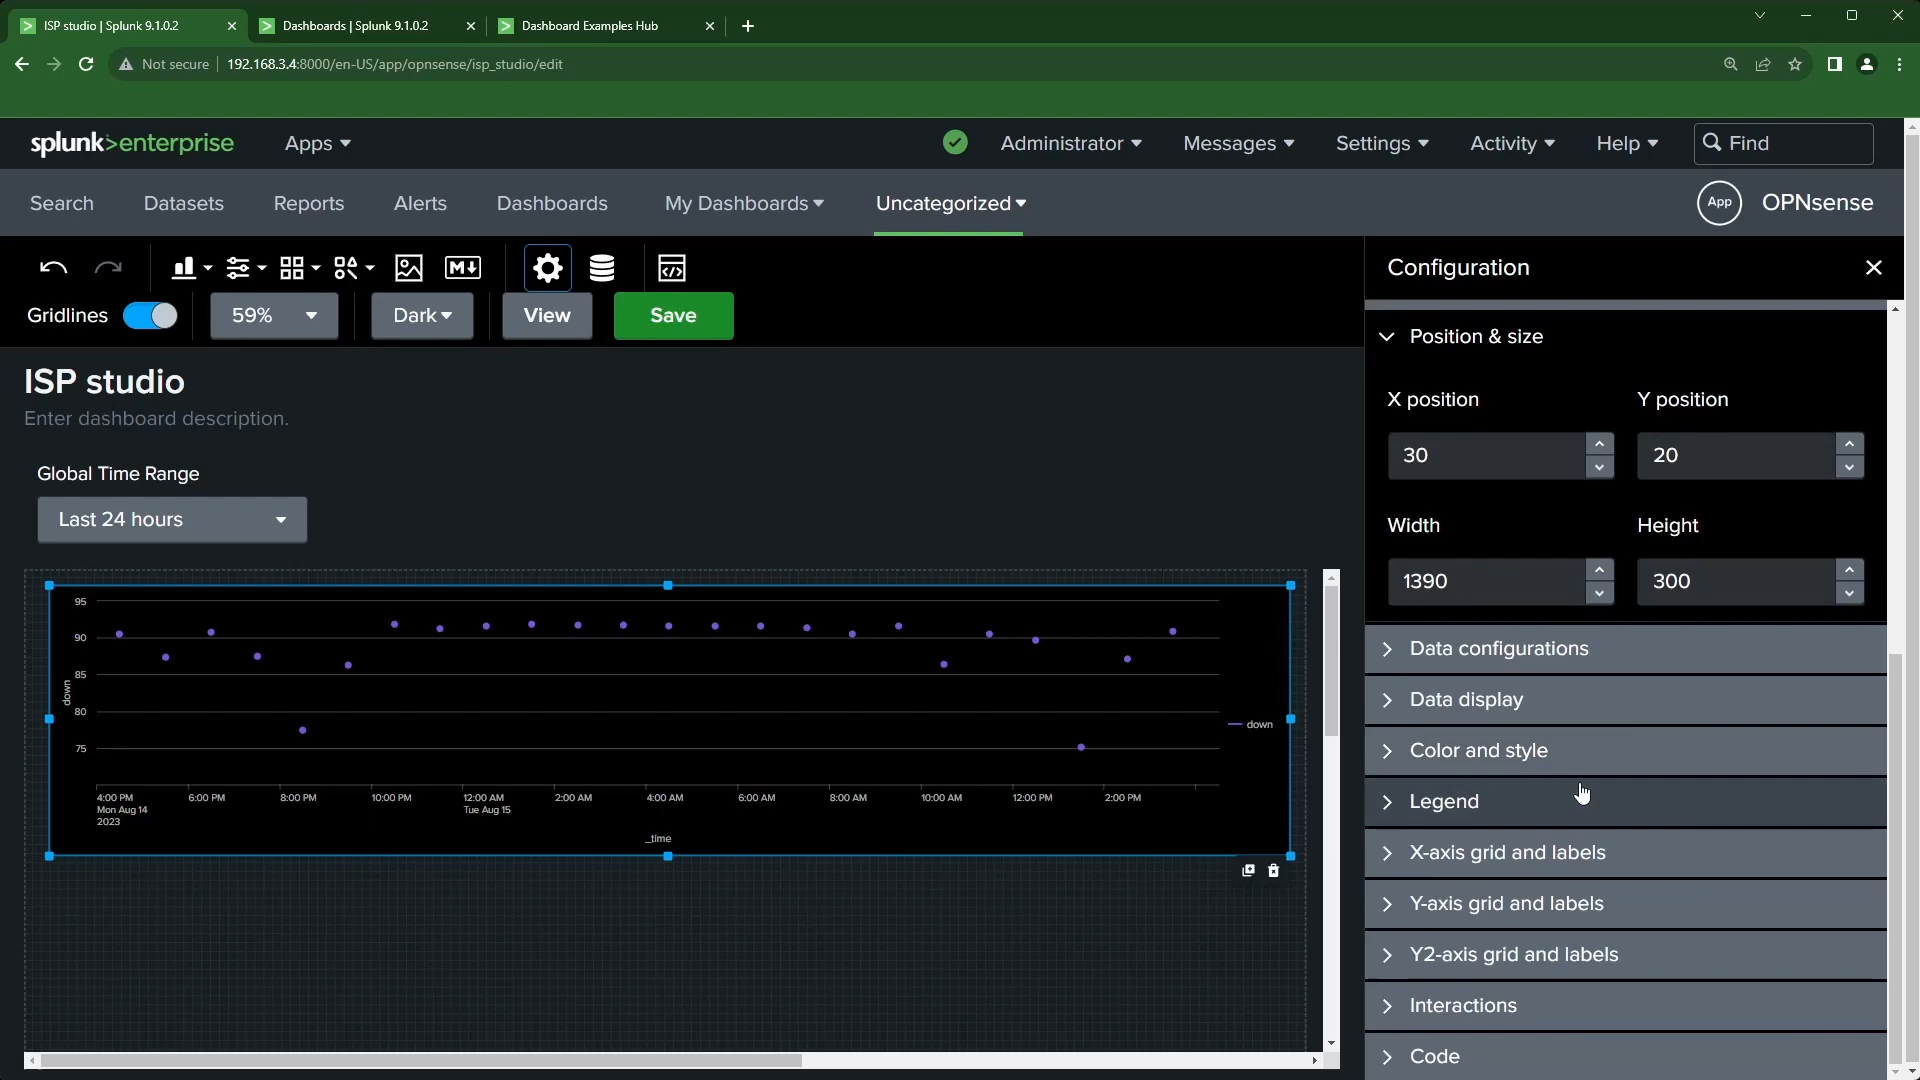 ISP studio | Splunk 9.1.0.2
Dashboards | Splunk 9.1.0.2
Dashboard Examples Hub
Not secure
192.168.3.4:8000/en-US/app/opnsense/isp_studio/edit
splunk>enterprise
Apps
Administrator
Messages
Settings
Activity
Help
Find
Search
Datasets
Reports
Alerts
Dashboards
My Dashboards
Uncategorized
App
OPNsense
M
Gridlines
59%
Dark
View
Save
ISP studio
Enter dashboard description.
Global Time Range
Last 24 hours
95
90
85
80
75
down
down
4:00 PM
Mon Aug 14
2023
6:00 PM
8:00 PM
10:00 PM
12:00 AM
Tue Aug 15
2:00 AM
4:00 AM
6:00 AM
8:00 AM
10:00 AM
12:00 PM
2:00 PM
_time
Configuration
Position & size
X position
Y position
30
20
Width
Height
1390
300
Data configurations
Data display
Color and style
Legend
X-axis grid and labels
Y-axis grid and labels
Y2-axis grid and labels
Interactions
Code